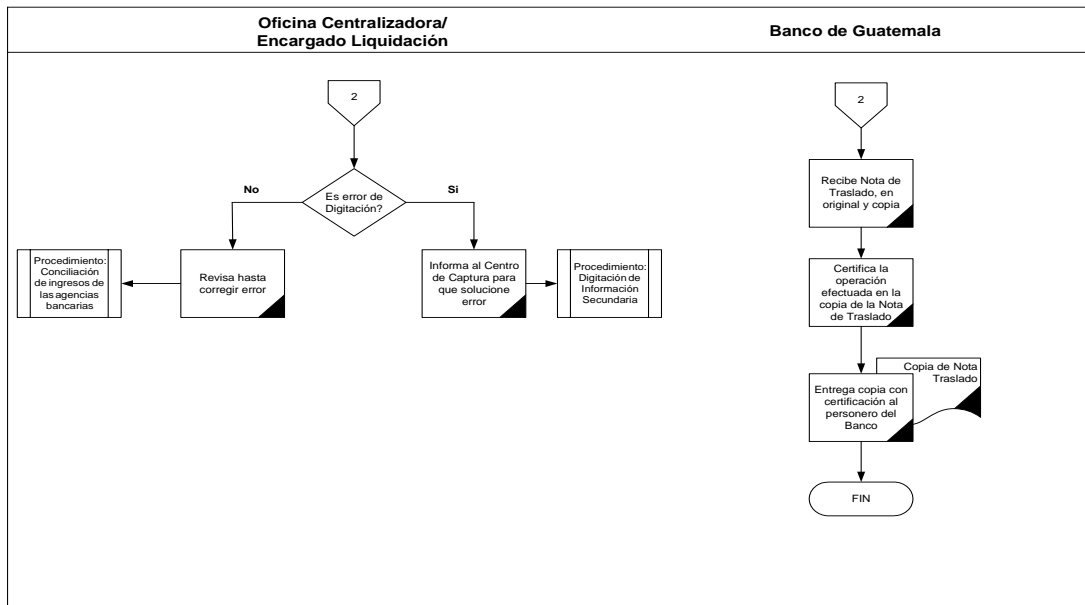 Oficina Centralizadora/
Encargado Liquidación
Banco de Guatemala
2
Es error de
Digitación?
No
Si
Procedimiento:
Conciliación
de ingresos de
las agencias
bancarias
Revisa hasta
corregir error
Informa al Centro
de Captura para
que solucione
error
Procedimiento:
Digitación de
Información
Secundaria
2
Recibe Nota de
Traslado, en
original y copia
Certifica la
operación
efectuada en la
copia de la Nota
de Traslado
Copia de Nota
Traslado
Entrega copia con
certificación al
personero del
Banco
FIN